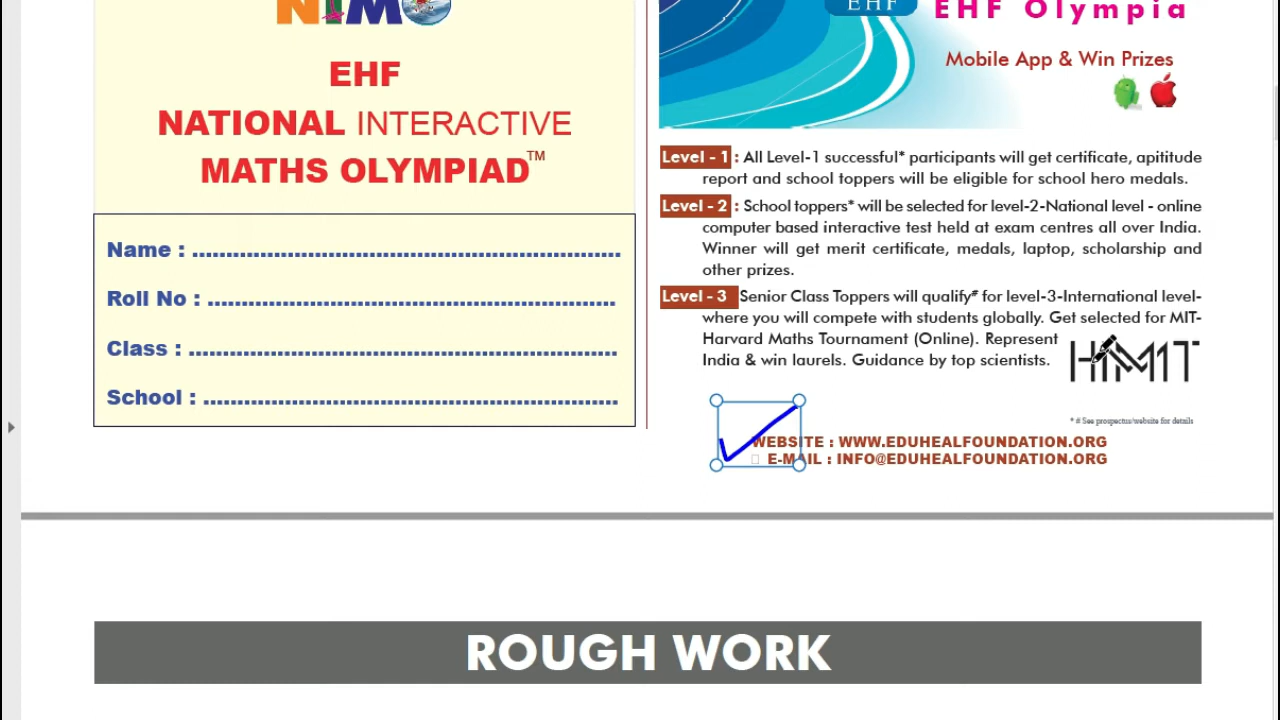 NIMO
EHF
NATIONAL INTERACTIVE
MATHS OLYMPIAD™
Name : ................................................................
Roll No : .............................................................
Class : ...............................................................
School : .............................................................
EHF
EHF Olympia
Mobile App & Win Prizes
Level - 1 : All Level-1 successful* participants will get certificate, apititude
report and school toppers will be eligible for school hero medals.
Level - 2 : School toppers* will be selected for level-2-National level - online
computer based interactive test held at exam centres all over India.
Winner will get merit certificate, medals, laptop, scholarship and
other prizes.
Level - 3 Senior Class Toppers will qualify# for level-3-International level-
where you will compete with students globally. Get selected for MIT-
Harvard Maths Tournament (Online). Represent
India & win laurels. Guidance by top scientists.
HMMT
* # See prospectus/website for details
WEBSITE : WWW.EDUHEALFOUNDATION.ORG
E-MAIL : INFO@EDUHEALFOUNDATION.ORG
ROUGH WORK